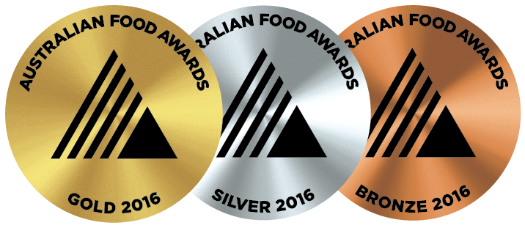 AUSTRALIAN FOOD AWARDS
GOLD 2016
RALIAN FOOD AWARDS
SILVER 2016
RALIAN FOOD AWARDS
BRONZE 2016